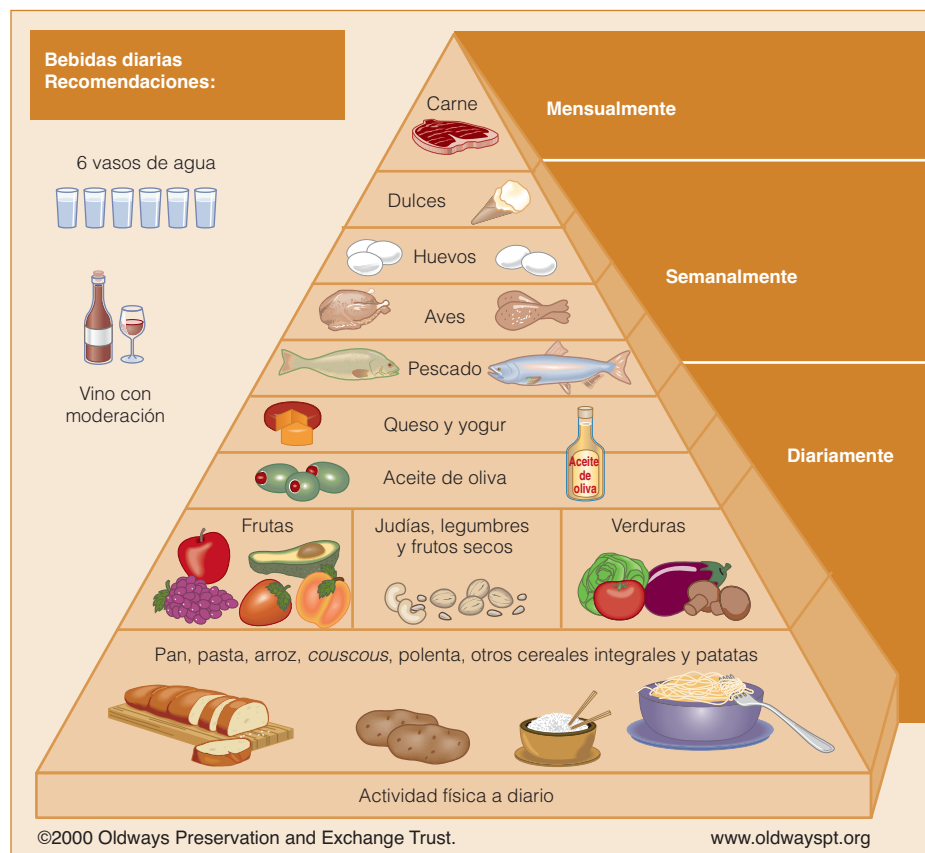 Bebidas diarias
Recomendaciones:
6 vasos de agua
Vino con
moderación
Carne
Mensualmente
Dulces
Huevos
Semanalmente
Aves
Pescado
Queso y yogur
Diariamente
Aceite de oliva
Aceite
de
oliva
Frutas
Judías, legumbres
y frutos secos
Verduras
Pan, pasta, arroz, couscous, polenta, otros cereales integrales y patatas
Actividad física a diario
©2000 Oldways Preservation and Exchange Trust.
www.oldwayspt.org